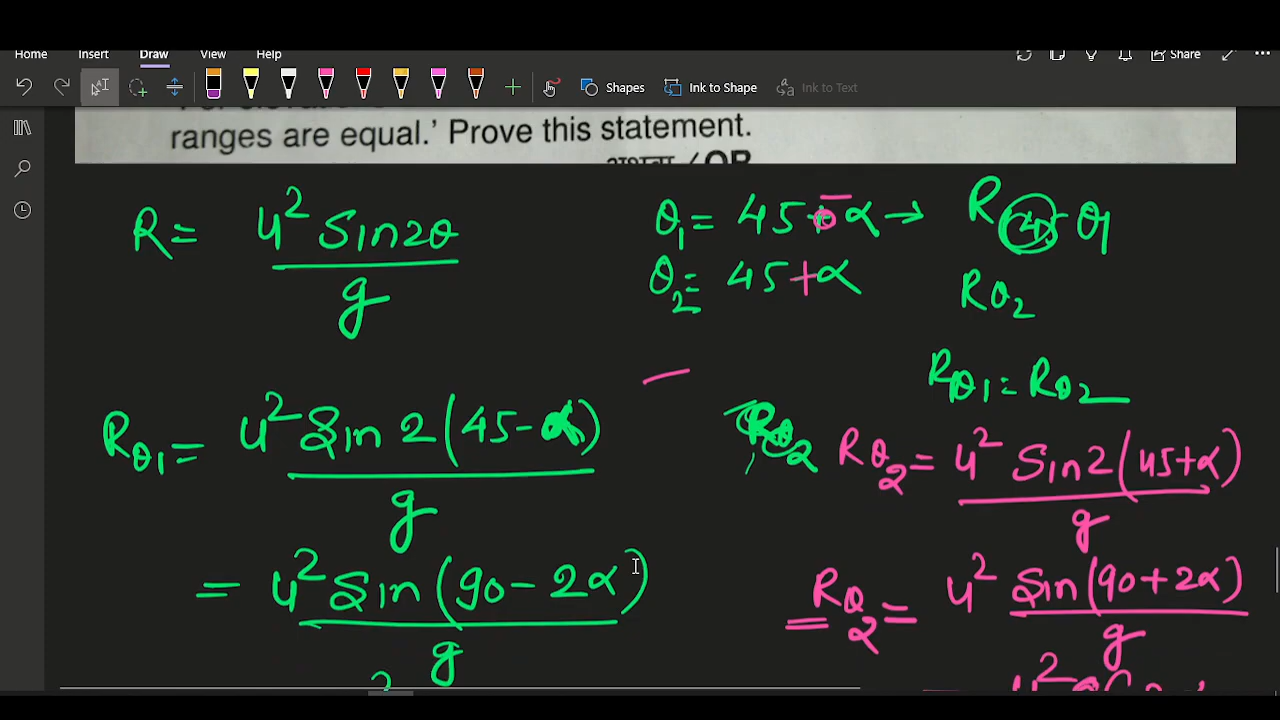 Home Insert Draw View Help Share
Shapes Ink to Shape Ink to Text
ranges are equal.' Prove this statement.
/OR
R = u² Sin2θ / g
θ₁ = 45 - α → R θ₁
θ₂ = 45 + α
Rθ₂
Rθ₁ = Rθ₂
Rθ₁ = u² Sin 2(45-α) / g
Rθ₂ = u² Sin2(45+α) / g
= u² Sin(90-2α) / g
Rθ₂ = u² Sin(90+2α) / g